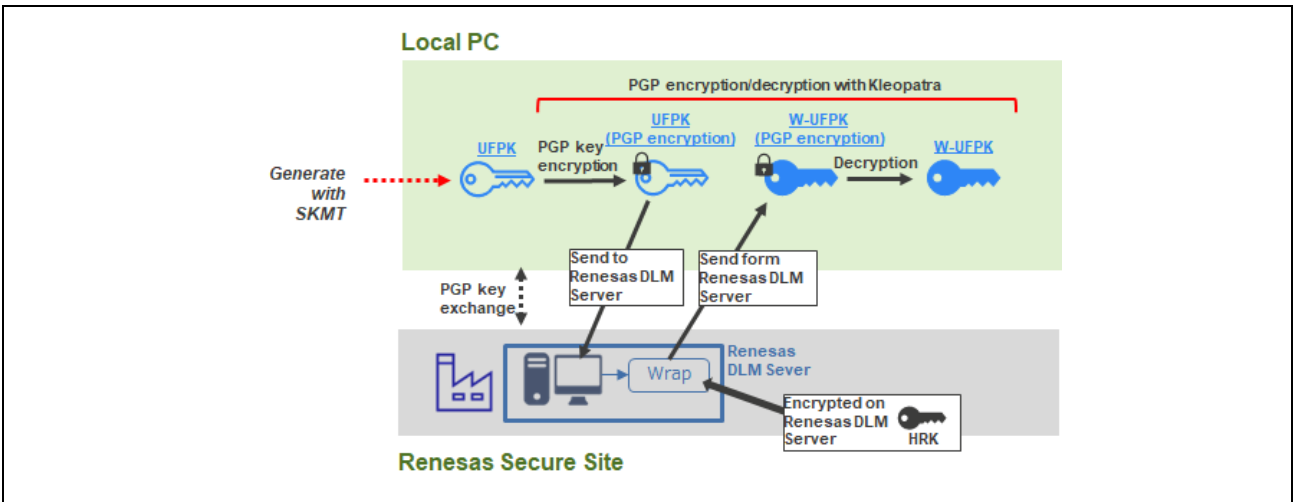 Local PC
PGP encryption/decryption with Kleopatra
UFPK
PGP key
encryption
UFPK
(PGP encryption)
W-UFPK
(PGP encryption)
Decryption
W-UFPK
Generate
with
SKMT
Send to
Renesas DLM
Server
Send form
Renesas DLM
Server
PGP key
exchange
Wrap
Renesas
DLM Sever
Encrypted on
Renesas DLM
Server
HRK
Renesas Secure Site